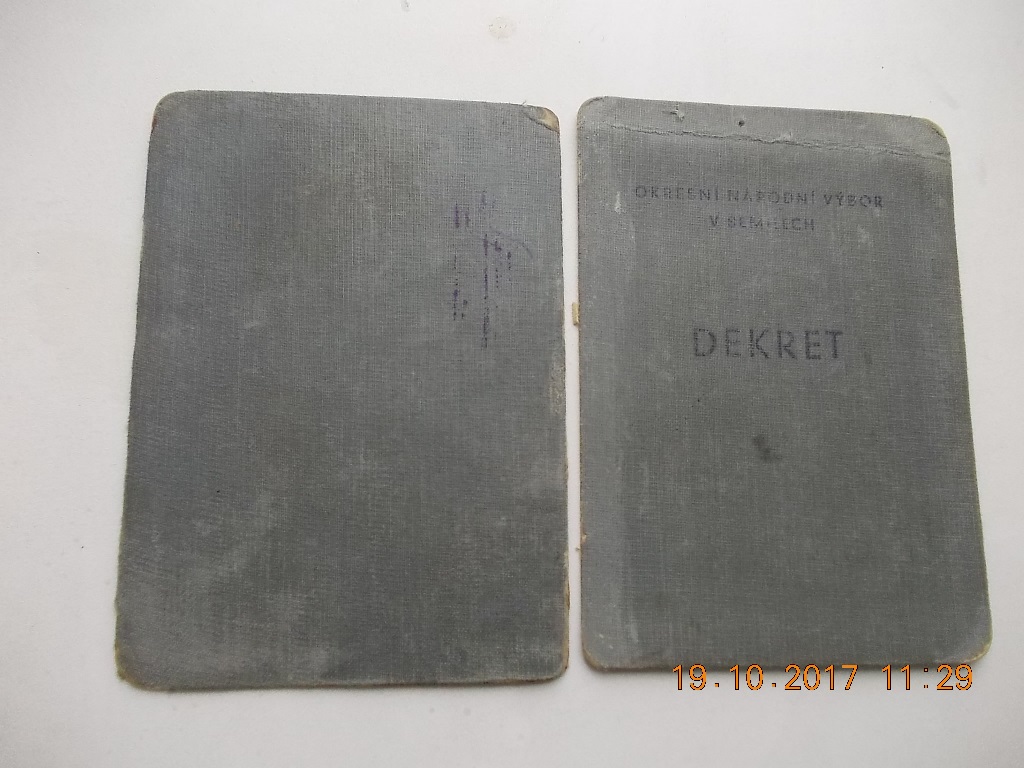 OKRESNÍ NÁRODNÍ VÝBOR
V SEMILECH
DEKRET
19.10.2017 11:29